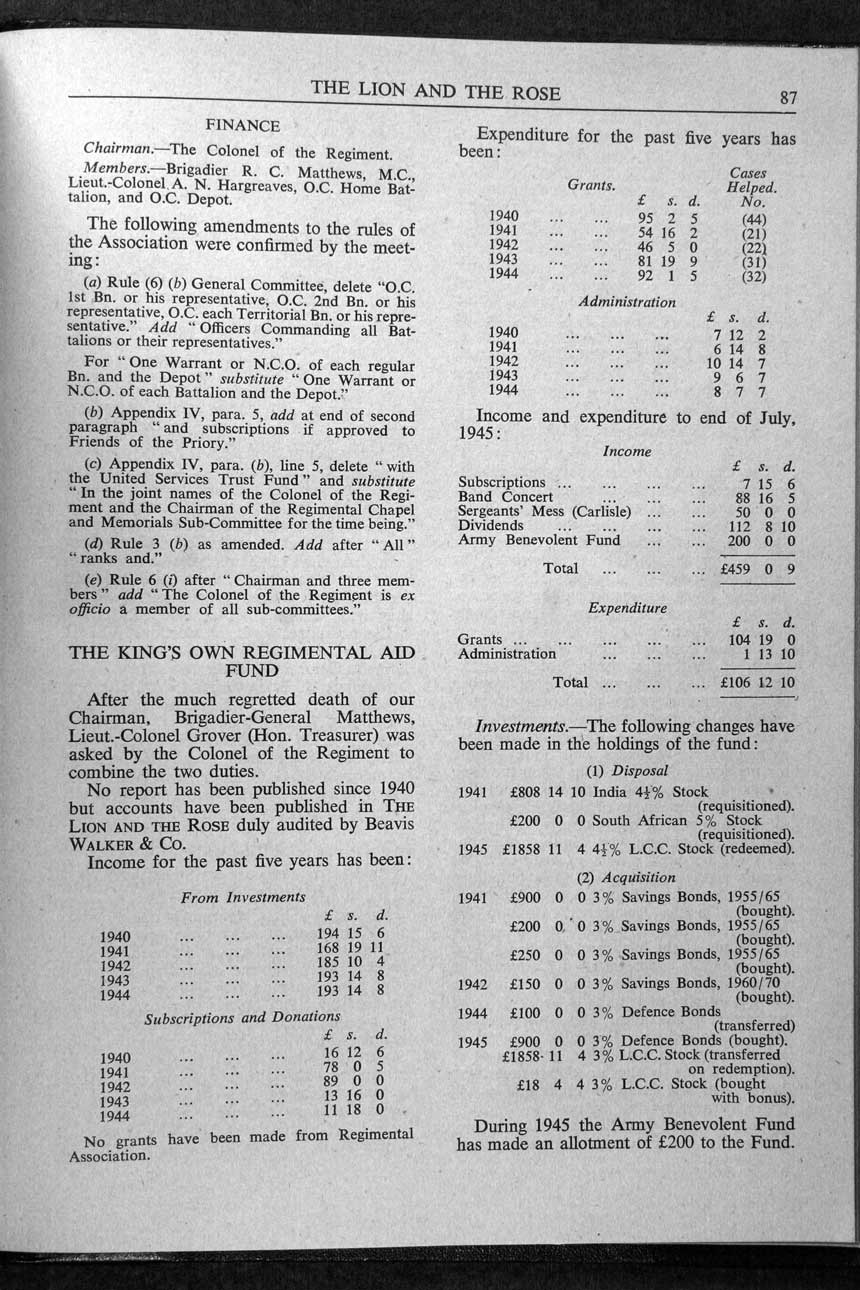 THE LION AND THE ROSE
87
FINANCE
Chairman.—The Colonel of the Regiment.
Members.—Brigadier R. C. Matthews, M.C.,
Lieut.-Colonel A. N. Hargreaves, O.C. Home Bat-
talion, and O.C. Depot.
The following amendments to the rules of
the Association were confirmed by the meet-
ing:
(a) Rule (6) (b) General Committee, delete "O.C.
1st Bn. or his representative, O.C. 2nd Bn. or his
representative, O.C. each Territorial Bn. or his repre-
sentative." Add " Officers Commanding all Bat-
talions or their representatives."
For " One Warrant or N.C.O. of each regular
Bn. and the Depot " substitute " One Warrant or
N.C.O. of each Battalion and the Depot."
(b) Appendix IV, para. 5, add at end of second
paragraph " and subscriptions if approved to
Friends of the Priory."
(c) Appendix IV, para. (b), line 5, delete " with
the United Services Trust Fund " and substitute
" In the joint names of the Colonel of the Regi-
ment and the Chairman of the Regimental Chapel
and Memorials Sub-Committee for the time being."
(d) Rule 3 (b) as amended. Add after " All "
" ranks and."
(e) Rule 6 (i) after " Chairman and three mem-
bers " add " The Colonel of the Regiment is ex
officio a member of all sub-committees."
THE KING'S OWN REGIMENTAL AID
FUND
After the much regretted death of our
Chairman, Brigadier-General Matthews,
Lieut.-Colonel Grover (Hon. Treasurer) was
asked by the Colonel of the Regiment to
combine the two duties.
No report has been published since 1940
but accounts have been published in THE
LION AND THE ROSE duly audited by Beavis
WALKER & CO.
Income for the past five years has been:
From Investments
£ s. d.
1940 ... ... ... 194 15 6
1941 ... ... ... 168 19 11
1942 ... ... ... 185 10 4
1943 ... ... ... 193 14 8
1944 ... ... ... 193 14 8
Subscriptions and Donations
£ s. d.
1940 ... ... ... 16 12 6
1941 ... ... ... 78 0 5
1942 ... ... ... 89 0 0
1943 ... ... ... 13 16 0
1944 ... ... ... 11 18 0
No grants have been made from Regimental
Association.
Expenditure for the past five years has
been:
Cases
Grants. Helped.
£ s. d. No.
1940 ... ... 95 2 5 (44)
1941 ... ... 54 16 2 (21)
1942 ... ... 46 5 0 (22)
1943 ... ... 81 19 9 (31)
1944 ... ... 92 1 5 (32)
Administration
£ s. d.
1940 ... ... ... 7 12 2
1941 ... ... ... 6 14 8
1942 ... ... ... 10 14 7
1943 ... ... ... 9 6 7
1944 ... ... ... 8 7 7
Income and expenditure to end of July,
1945:
Income
£ s. d.
Subscriptions ... ... ... ... 7 15 6
Band Concert ... ... ... 88 16 5
Sergeants' Mess (Carlisle) ... ... 50 0 0
Dividends ... ... ... ... 112 8 10
Army Benevolent Fund ... ... 200 0 0
Total ... ... ... £459 0 9
Expenditure
£ s. d.
Grants ... ... ... ... ... 104 19 0
Administration ... ... ... 1 13 10
Total ... ... ... £106 12 10
Investments.—The following changes have
been made in the holdings of the fund:
(1) Disposal
1941 £808 14 10 India 4½% Stock
(requisitioned).
£200 0 0 South African 5% Stock
(requisitioned).
1945 £1858 11 4 4½% L.C.C. Stock (redeemed).
(2) Acquisition
1941 £900 0 0 3% Savings Bonds, 1955/65
(bought).
£200 0 0 3% Savings Bonds, 1955/65
(bought).
£250 0 0 3% Savings Bonds, 1955/65
(bought).
1942 £150 0 0 3% Savings Bonds, 1960/70
(bought).
1944 £100 0 0 3% Defence Bonds
(transferred)
1945 £900 0 0 3% Defence Bonds (bought).
£1858 11 4 3% L.C.C. Stock (transferred
on redemption).
£18 4 4 3% L.C.C. Stock (bought
with bonus).
During 1945 the Army Benevolent Fund
has made an allotment of £200 to the Fund.